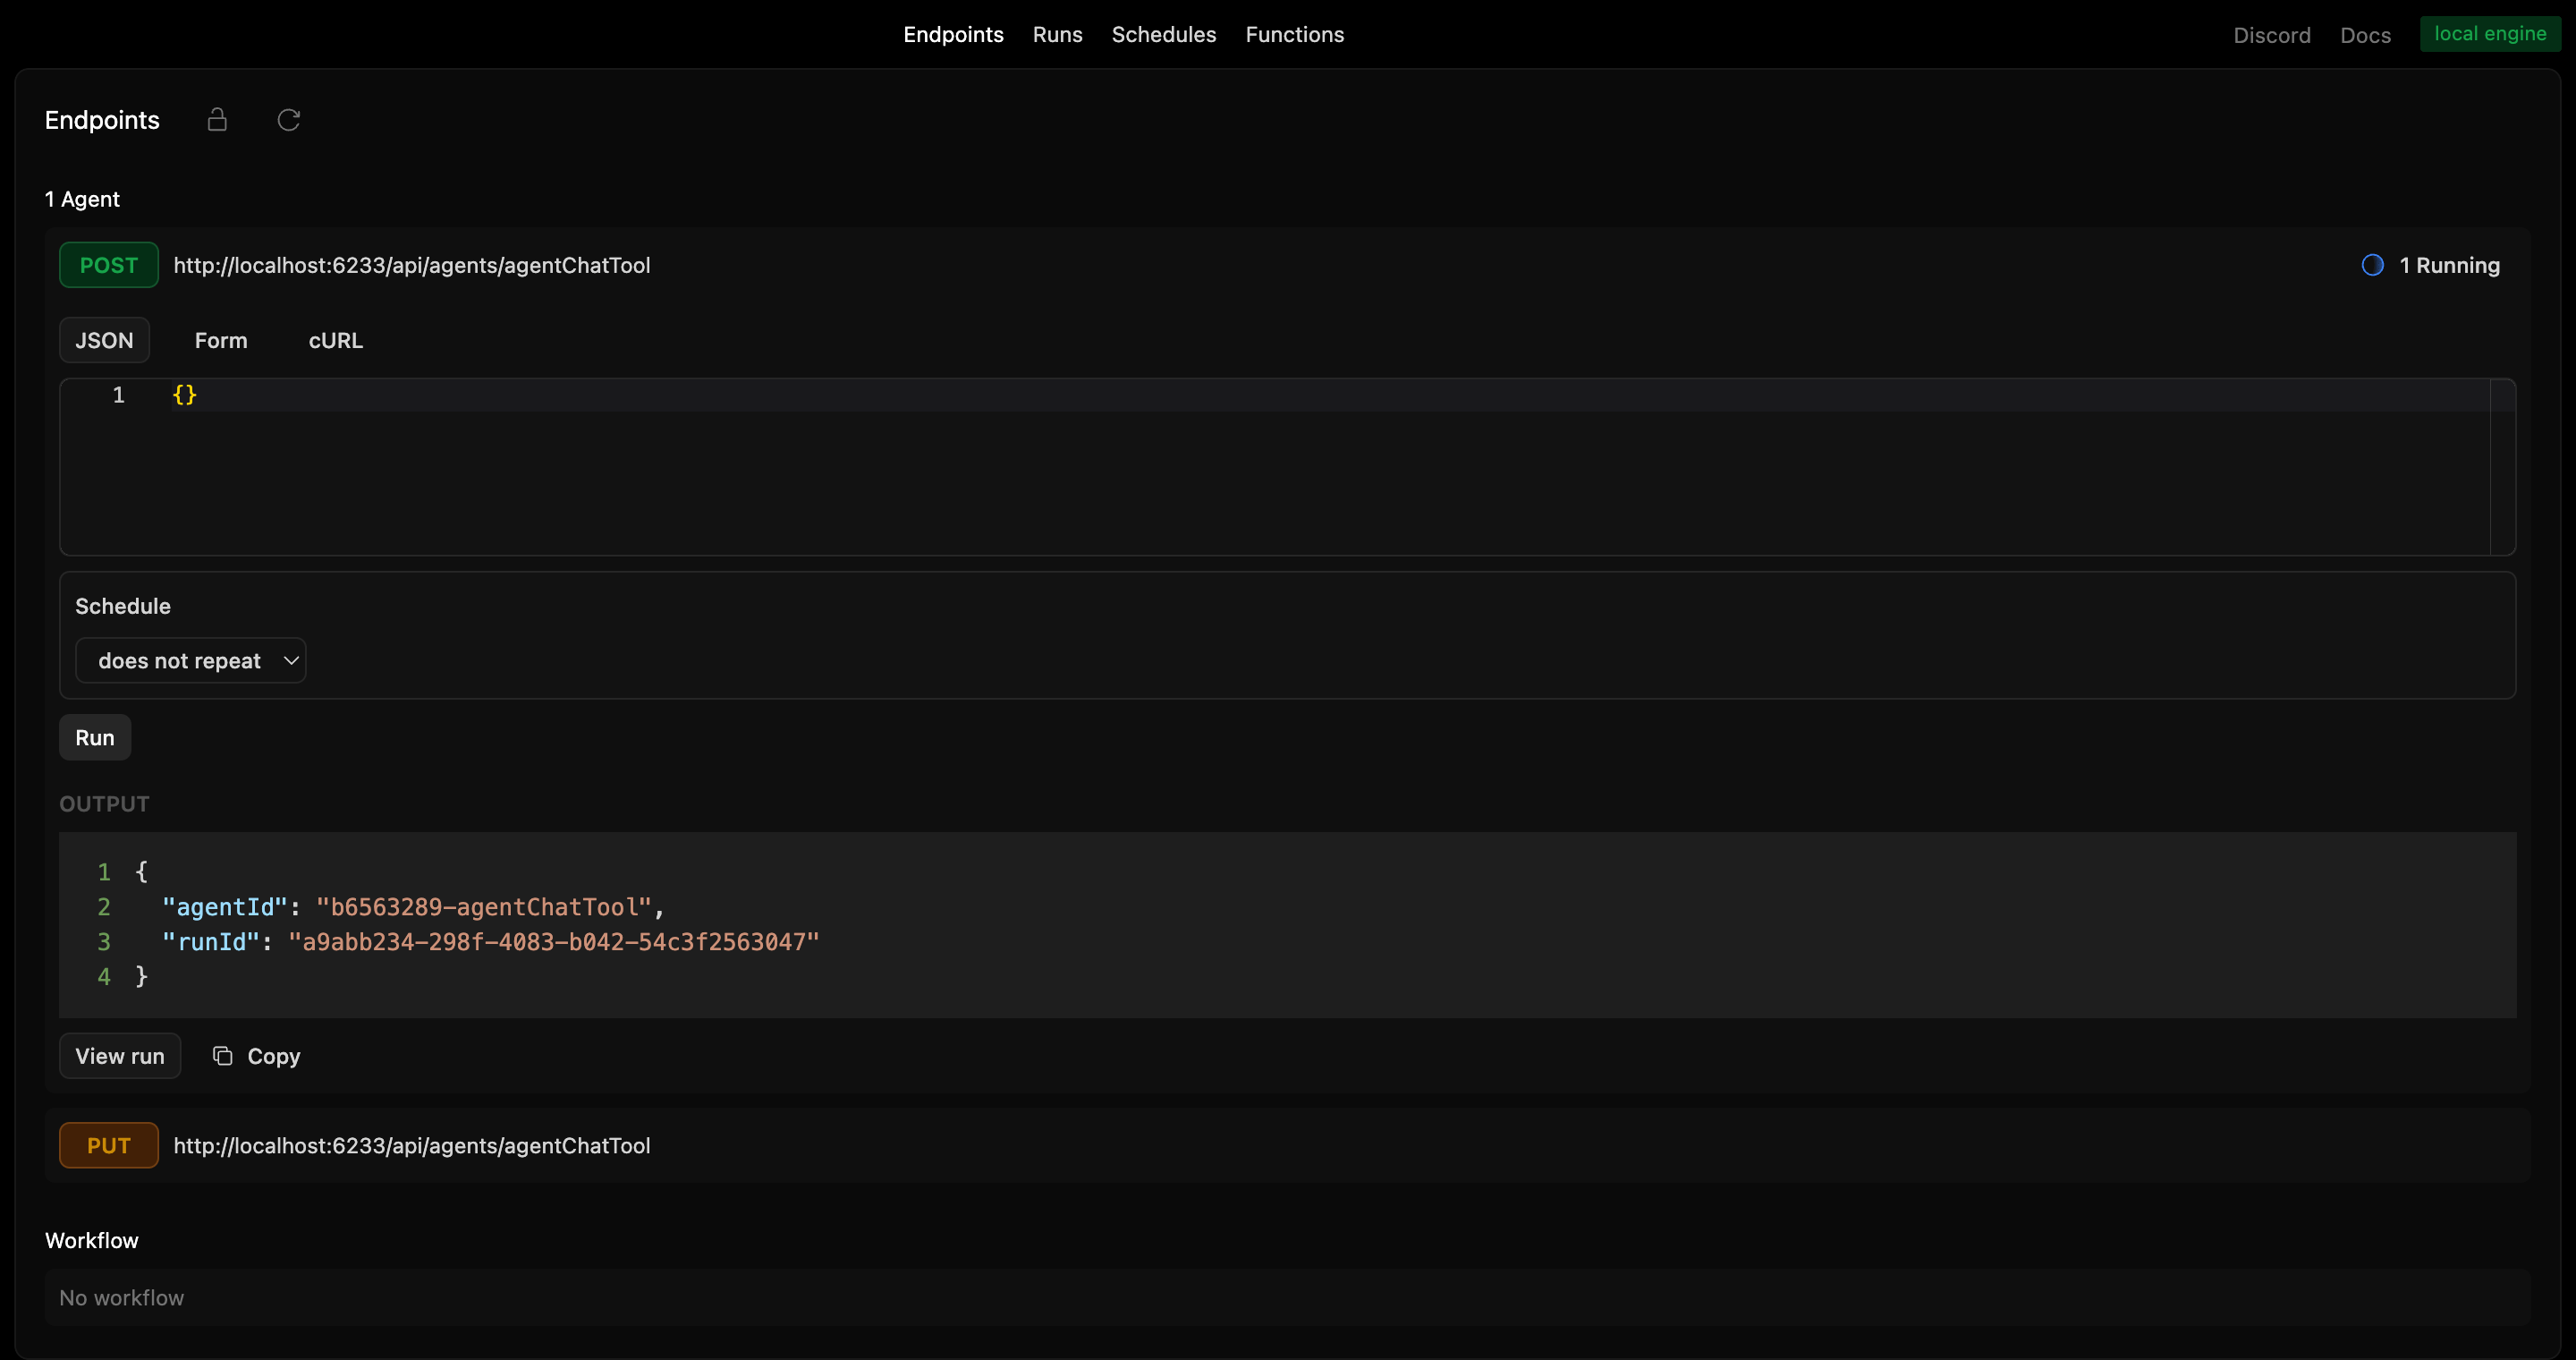 Endpoints Runs Schedules Functions Discord Docs local engine
Endpoints
1 Agent
POST http://localhost:6233/api/agents/agentChatTool 1 Running
JSON Form cURL
1 {}
Schedule
does not repeat
Run
OUTPUT
1 {
2 "agentId": "b6563289-agentChatTool",
3 "runId": "a9abb234-298f-4083-b042-54c3f2563047"
4 }
View run Copy
PUT http://localhost:6233/api/agents/agentChatTool
Workflow
No workflow